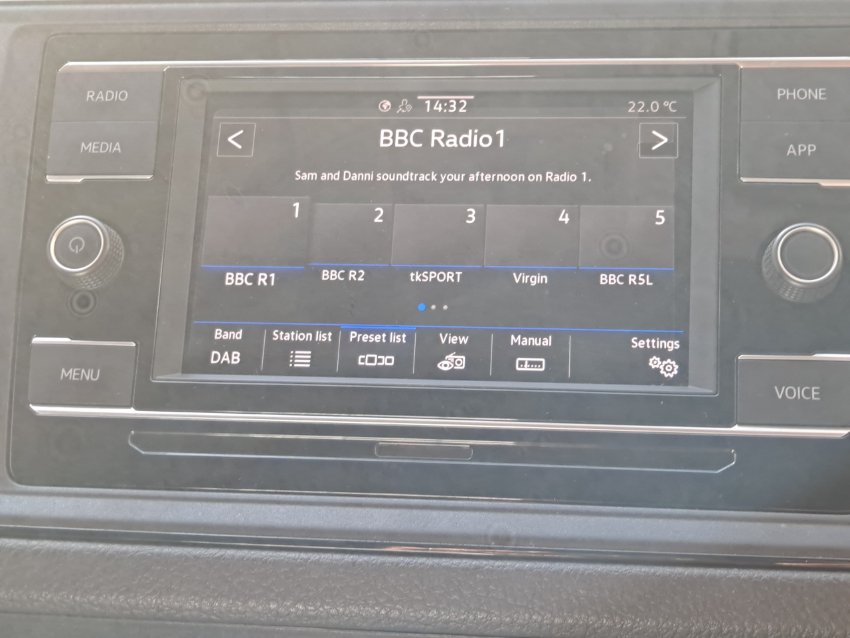 RADIO
MEDIA
MENU
14:32
22.0 °C
<
BBC Radio1
>
Sam and Danni soundtrack your afternoon on Radio 1.
1
2
3
4
5
BBC R1
BBC R2
tkSPORT
Virgin
BBC R5L
Band
DAB
Station list
Preset list
View
Manual
Settings
PHONE
APP
VOICE